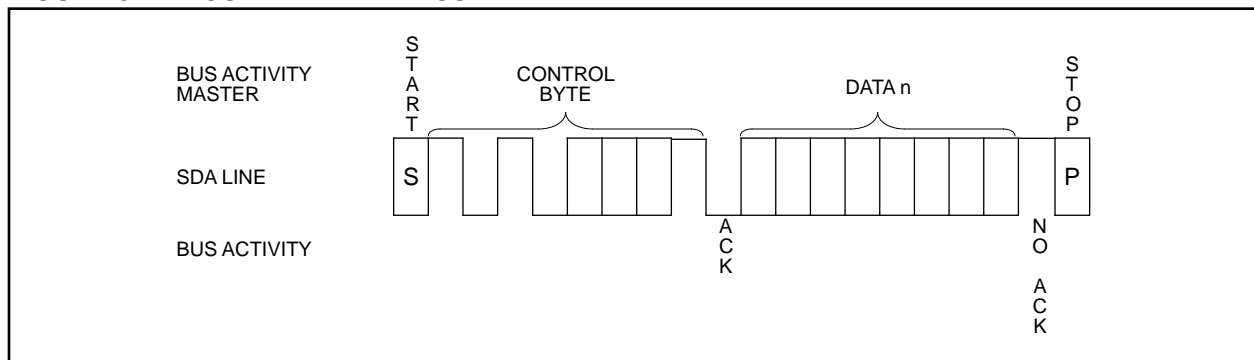 BUS ACTIVITY
MASTER
START
CONTROL
BYTE
DATA n
STOP
SDA LINE
S
P
BUS ACTIVITY
ACK
NO ACK